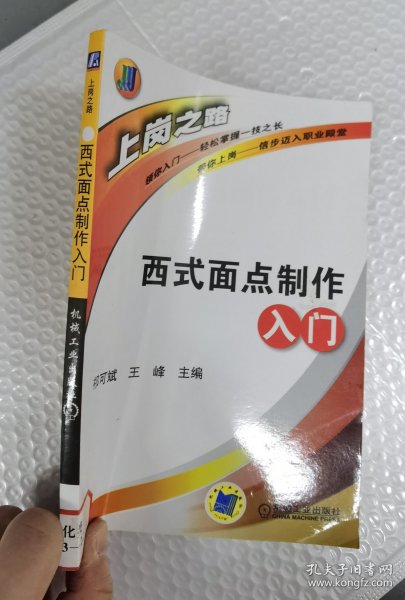 上岗之路
领你入门——轻松掌握一技之长
帮你上岗——信步迈入职业殿堂
西式面点制作
入门
可斌 王峰 主编
机械工业出版社
CHINA MACHINE PRESS
上岗之路
西式面点制作入门
机械工业出版社
化
3-
孔夫子旧书网
www.kongfz.com